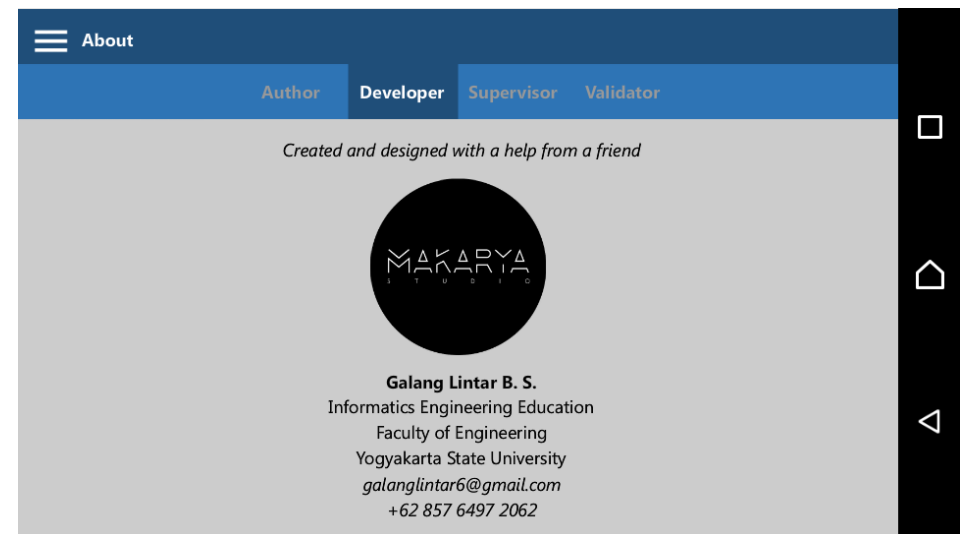 About
Author Developer Supervisor Validator
Created and designed with a help from a friend
MAKARYA
STUDIO
Galang Lintar B. S.
Informatics Engineering Education
Faculty of Engineering
Yogyakarta State University
galanglintar6@gmail.com
+62 857 6497 2062